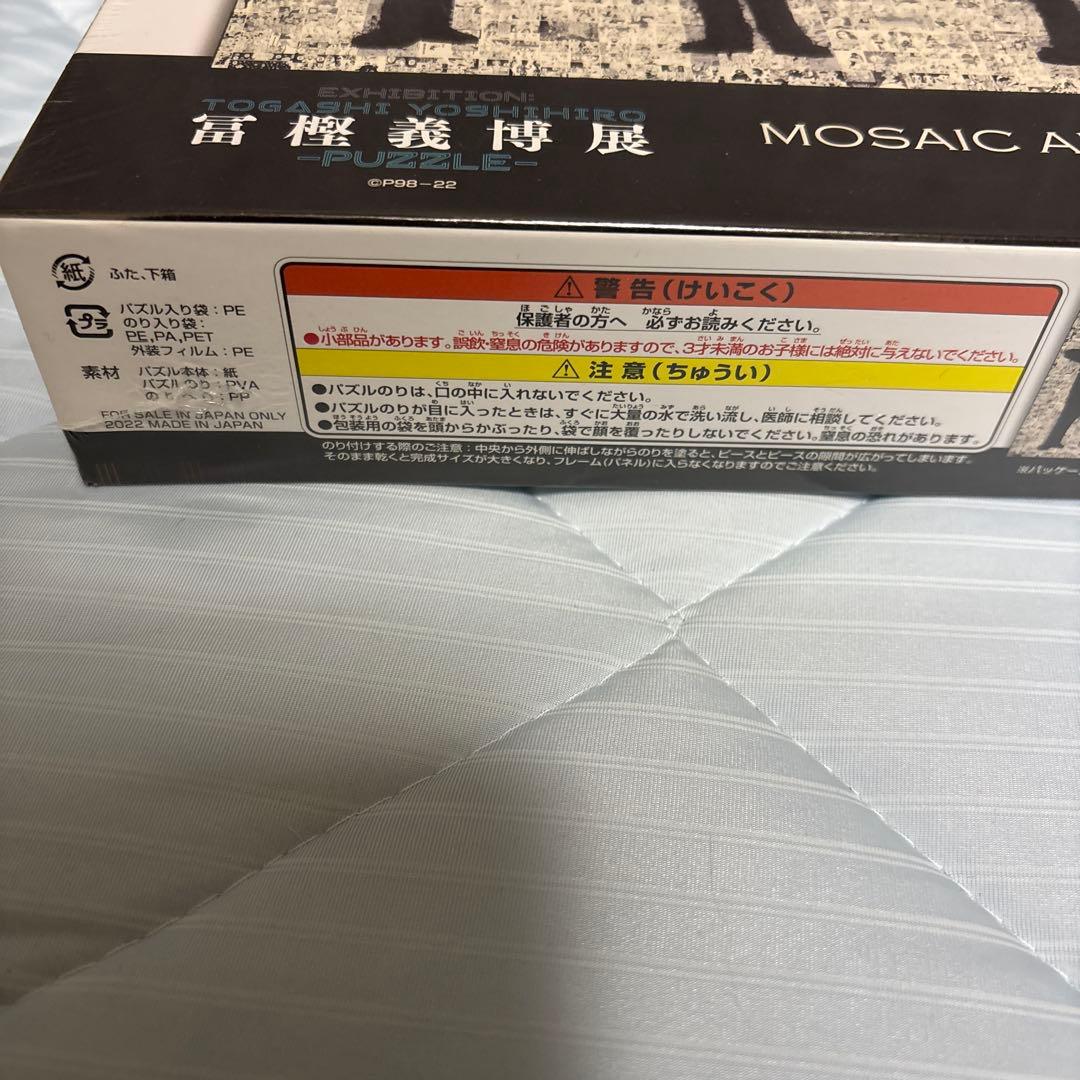 EXHIBITION:
TOGASHI YOSHIHIRO
冨樫義博展
-PUZZLE-
©P98-22
MOSAIC A
紙 ふた、下箱
プラ
パズル入り袋：PE
のり入り袋：
PE,PA,PET
外装フィルム：PE
素材 パズル本体：紙
パズルのり：PVA
のりへら：PP
FOR SALE IN JAPAN ONLY
2022 MADE IN JAPAN
⚠ 警告（けいこく）
保護者の方へ 必ずお読みください。
●小部品があります。誤飲・窒息の危険がありますので、3才未満のお子様には絶対に与えないでください。
⚠ 注意（ちゅうい）
●パズルのりは、口の中に入れないでください。
●パズルのりが目に入ったときは、すぐに大量の水で洗い流し、医師に相談してください。
●包装用の袋を頭からかぶったり、袋で顔を覆ったりしないでください。窒息の恐れがあります。
のり付けする際のご注意：中央から外側に伸ばしながらのりを塗ると、ピースとピースの隙間が広がってしまいます。
そのまま乾くと完成サイズが大きくなり、フレーム（パネル）に入らなくなりますのでご注意ください。
※パッケー